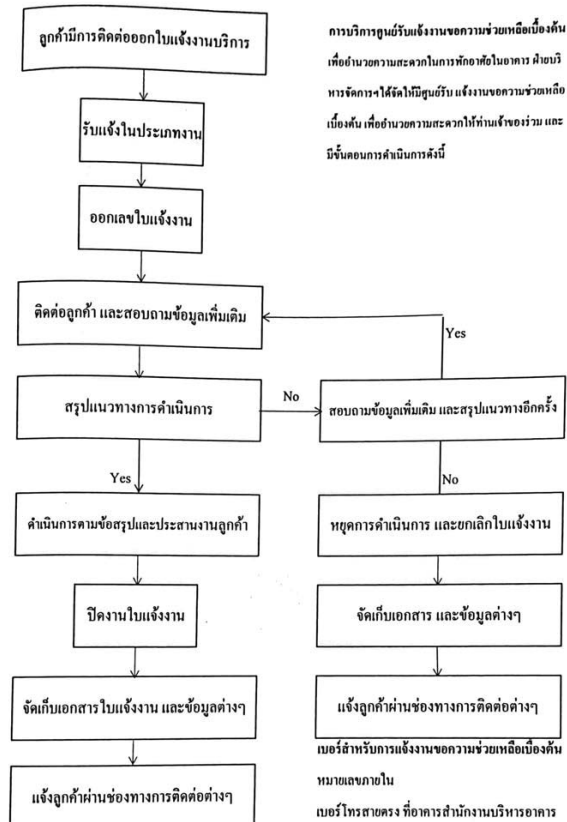 ลูกค้ามีการติดต่อออกใบแจ้งงานบริการ
การบริการศูนย์รับแจ้งงานขอความช่วยเหลือเบื้องต้น
เพื่ออำนวยความสะดวกในการพักอาศัยในอาคาร ฝ่ายบริ
หารจัดการฯได้จัดให้มีศูนย์รับ แจ้งงานขอความช่วยเหลือ
เบื้องต้น เพื่ออำนวยความสะดวกให้ท่านเจ้าของร่วม และ
มีขั้นตอนการดำเนินการดังนี้
รับแจ้งในประเภทงาน
ออกเลขใบแจ้งงาน
ติดต่อลูกค้า และสอบถามข้อมูลเพิ่มเติม
Yes
สรุปแนวทางการดำเนินการ
No
สอบถามข้อมูลเพิ่มเติม และสรุปแนวทางอีกครั้ง
Yes
No
ดำเนินการตามข้อสรุปและประสานงานลูกค้า
หยุดการดำเนินการ และยกเลิกใบแจ้งงาน
ปิดงานใบแจ้งงาน
จัดเก็บเอกสาร และข้อมูลต่างๆ
จัดเก็บเอกสารใบแจ้งงาน และข้อมูลต่างๆ
แจ้งลูกค้าผ่านช่องทางการติดต่อต่างๆ
แจ้งลูกค้าผ่านช่องทางการติดต่อต่างๆ
เบอร์สำหรับการแจ้งงานขอความช่วยเหลือเบื้องต้น
หมายเลขภายใน
เบอร์โทรสายตรง ที่อาคารสำนักงานบริหารอาคาร